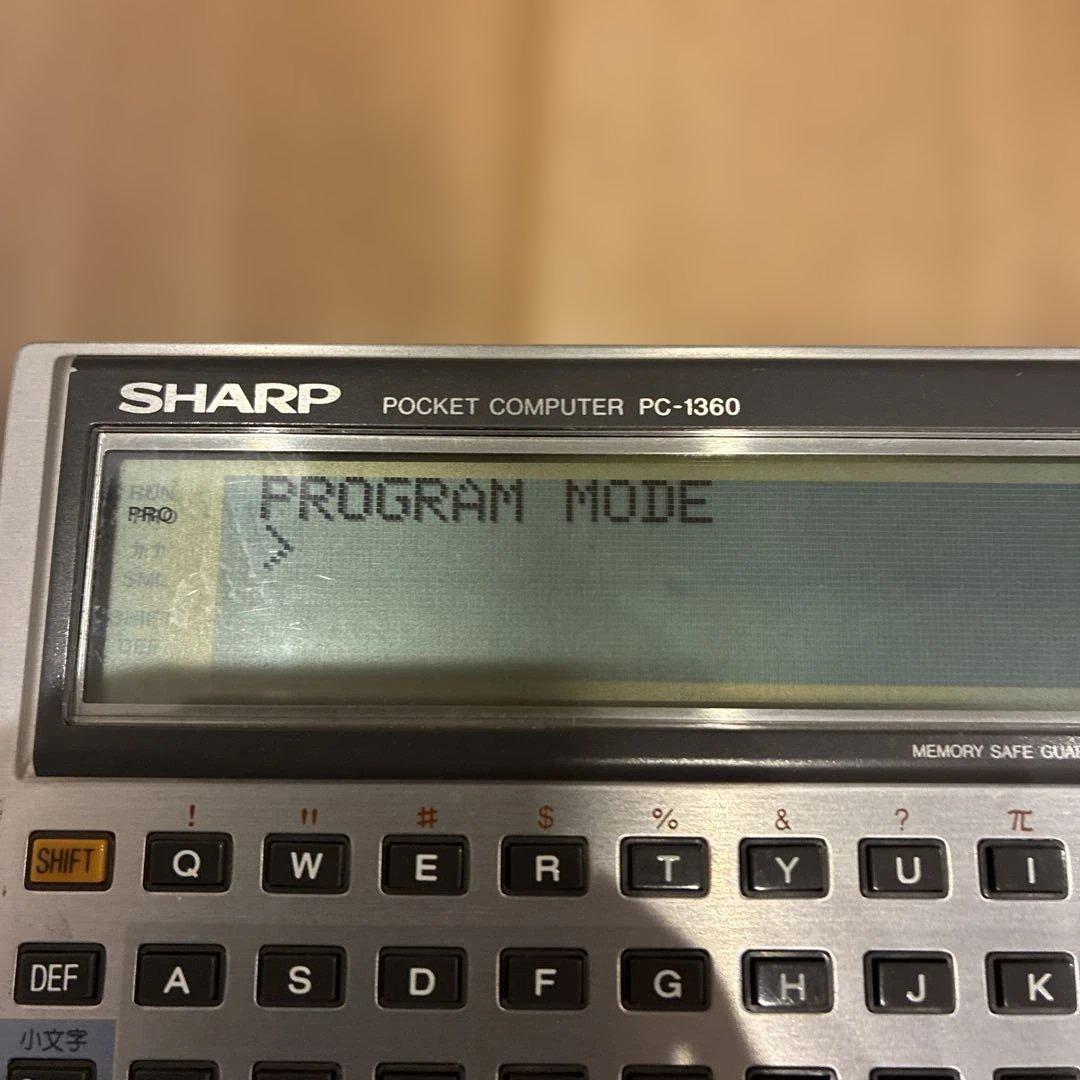 SHARP POCKET COMPUTER PC-1360
RUN PROGRAM MODE
PRO >
カナ
SML
SHIFT
DEF
MEMORY SAFE
! " # $ % & ? π
SHIFT Q W E R T Y U I
DEF A S D F G H J K
小文字